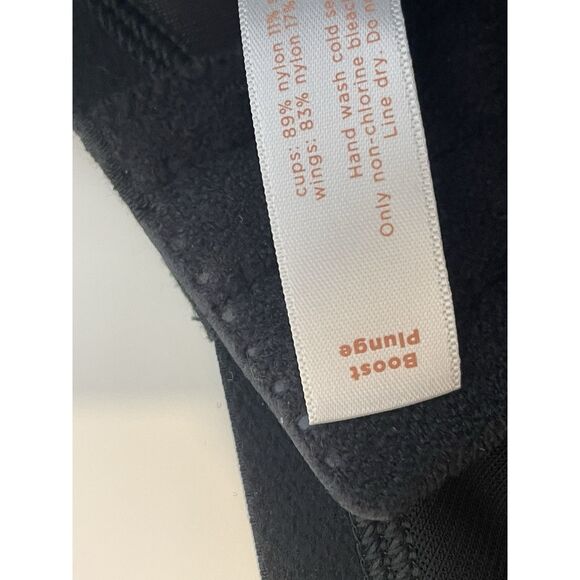 cups: 89% nylon 11% s
wings: 83% nylon 17%
Hand wash cold se
Only non-chlorine bleac
Line dry. Do n
Boost
Plunge